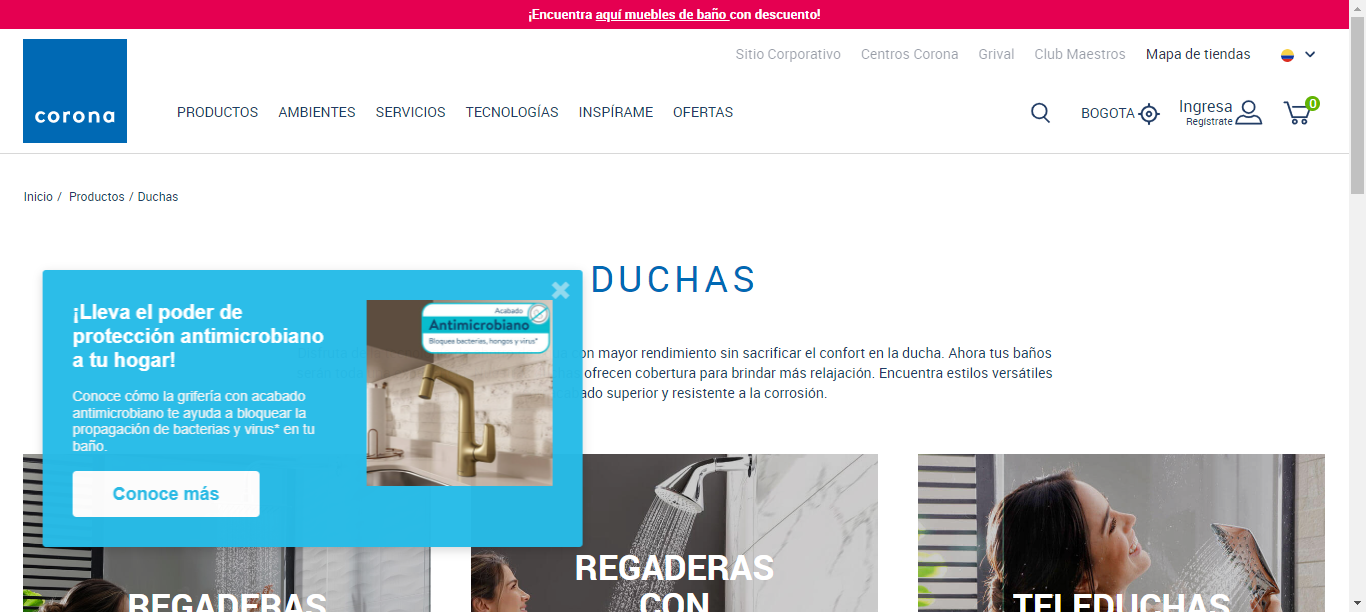 ¡Encuentra aquí muebles de baño con descuento!
Sitio Corporativo Centros Corona Grival Club Maestros Mapa de tiendas
corona
PRODUCTOS AMBIENTES SERVICIOS TECNOLOGÍAS INSPÍRAME OFERTAS
BOGOTA
Ingresa
Regístrate
0
Inicio / Productos / Duchas
DUCHAS
¡Lleva el poder de
protección antimicrobiano
a tu hogar!
Conoce cómo la grifería con acabado
antimicrobiano te ayuda a bloquear la
propagación de bacterias y virus* en tu
baño.
Conoce más
Acabado
Antimicrobiano
Bloquea bacterias, hongos y virus*
con mayor rendimiento sin sacrificar el confort en la ducha. Ahora tus baños
ofrecen cobertura para brindar más relajación. Encuentra estilos versátiles
superior y resistente a la corrosión.
REGADERAS
REGADERAS
CON
TELEDUCHAS